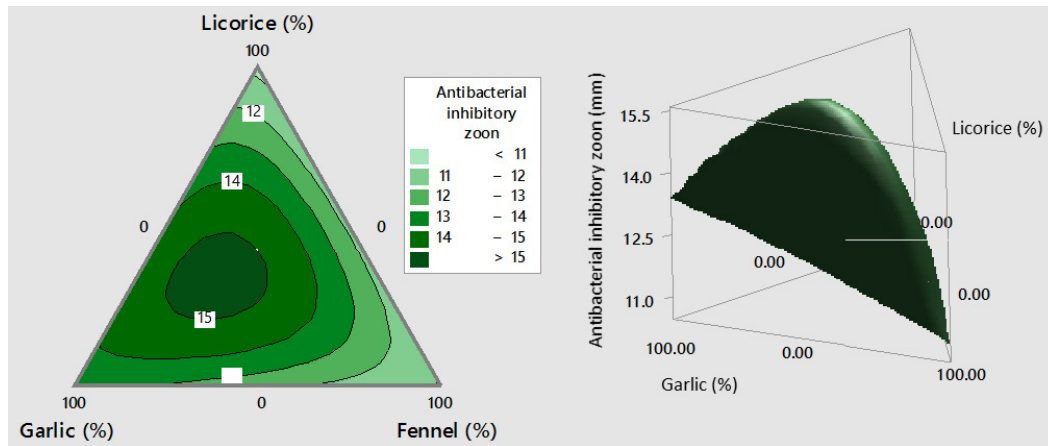 Licorice (%)
100
12
14
0
0
15
100
0
100
Garlic (%)
Fennel (%)
Antibacterial
inhibitory
zoon
< 11
11 – 12
12 – 13
13 – 14
14 – 15
> 15
Antibacterial inhibitory zoon (mm)
15.5
14.0
12.5
11.0
Licorice (%)
0.00
0.00
0.00
100.00
0.00
100.00
Garlic (%)